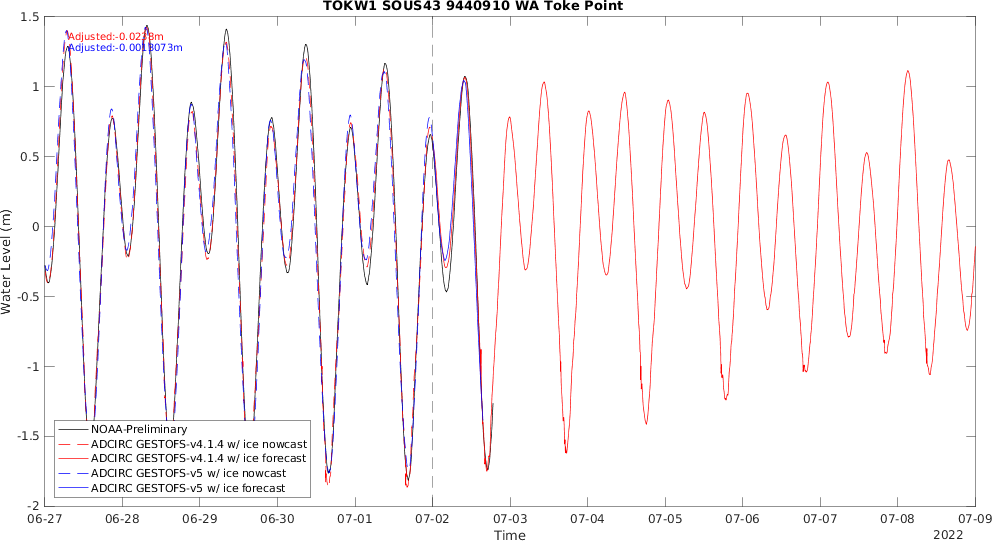 TOKW1 SOUS43 9440910 WA Toke Point
Adjusted:-0.0238m
Adjusted:-0.0013073m
Water Level (m)
1.5
1
0.5
0
-0.5
-1
-1.5
-2
NOAA-Preliminary
ADCIRC GESTOFS-v4.1.4 w/ ice nowcast
ADCIRC GESTOFS-v4.1.4 w/ ice forecast
ADCIRC GESTOFS-v5 w/ ice nowcast
ADCIRC GESTOFS-v5 w/ ice forecast
06-27 06-28 06-29 06-30 07-01 07-02 07-03 07-04 07-05 07-06 07-07 07-08 07-09
Time
2022